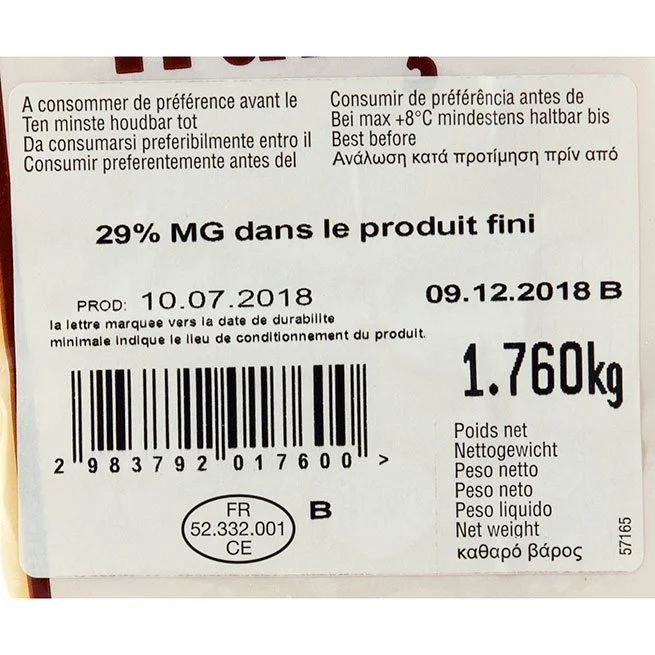 A consommer de préférence avant le
Ten minste houdbar tot
Da consumarsi preferibilmente entro il
Consumir preferentemente antes del
Consumir de préférência antes de
Bei max +8°C mindestens haltbar bis
Best before
Ανάλωση κατά προτίμηση πρίν από
29% MG dans le produit fini
PROD: 10.07.2018
09.12.2018 B
la lettre marquee vers la date de durabilite
minimale indique le lieu de conditionnement du produit.
1.760kg
2 983792 017600 >
Poids net
Nettogewicht
Peso netto
Peso neto
Peso liquido
Net weight
καθαρό βάρος
FR
52.332.001
CE
B
57165